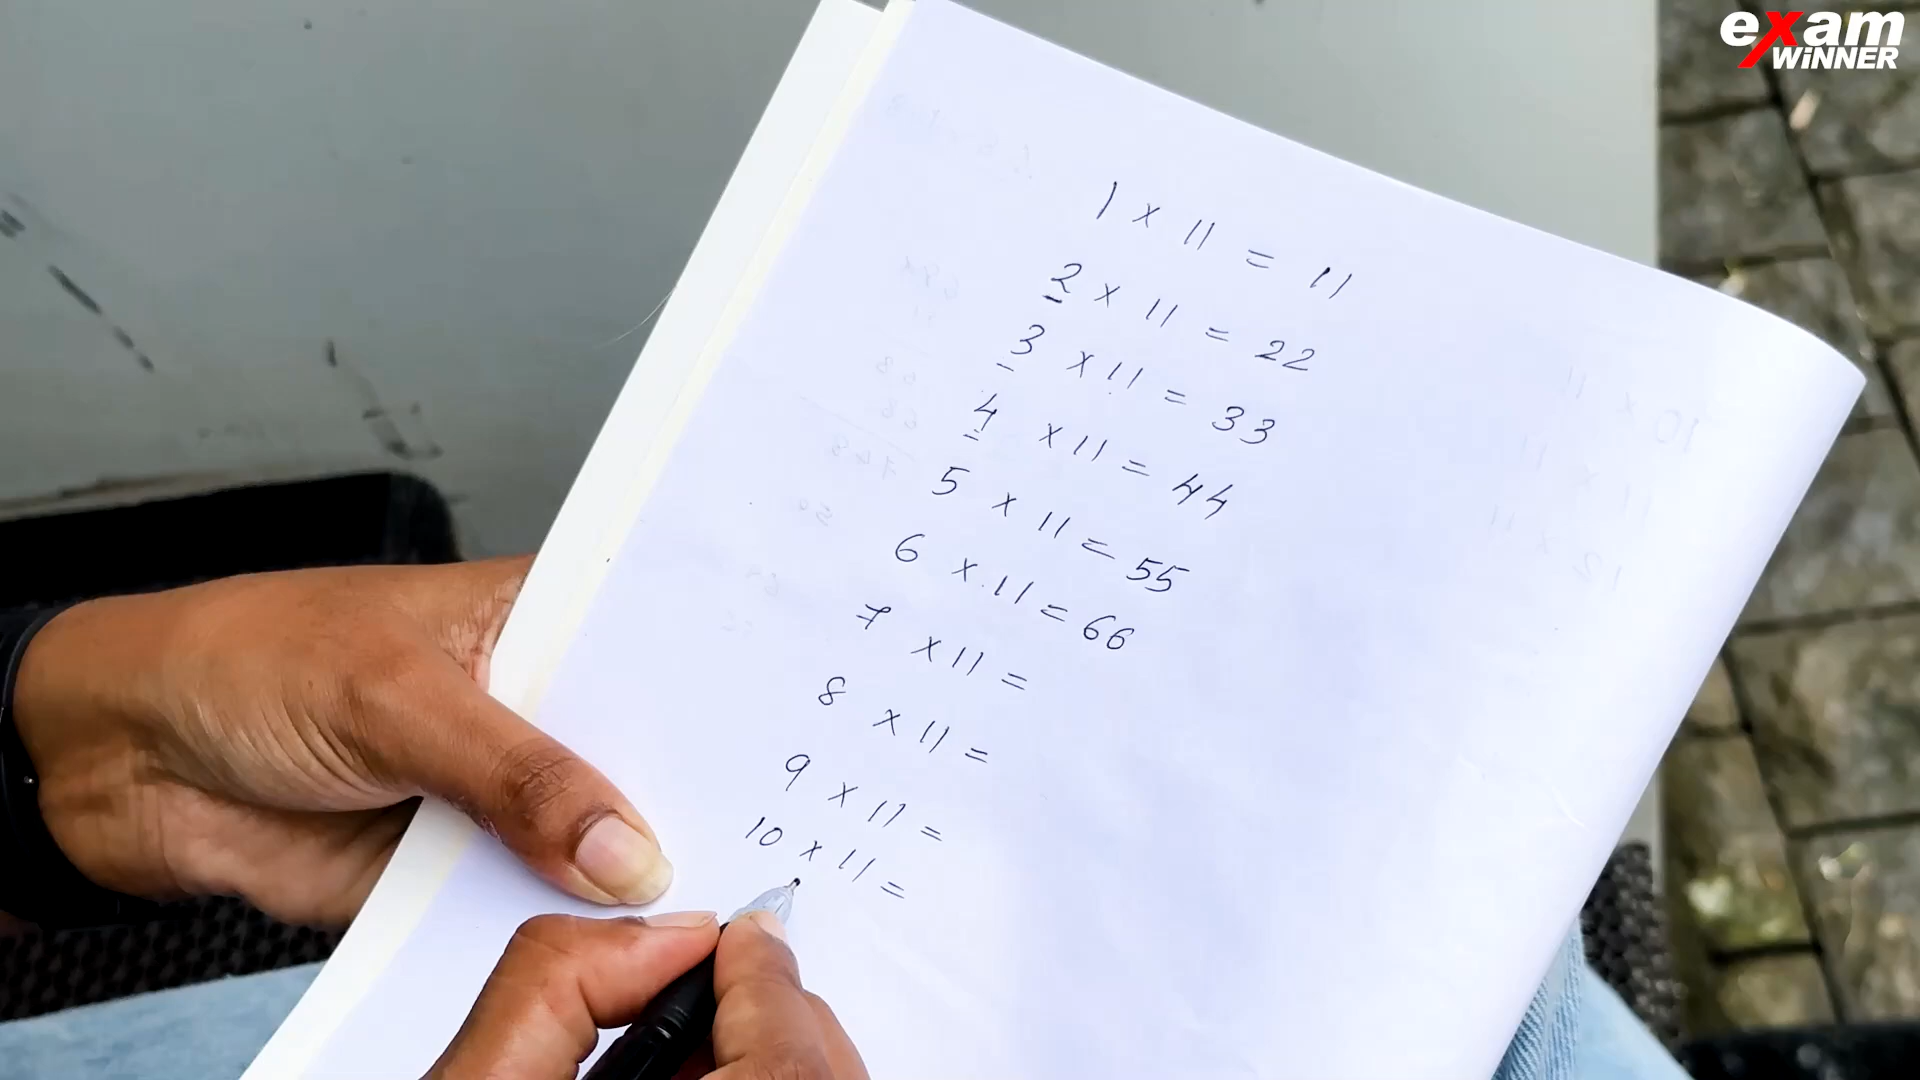 exam
WiNNER
1 x 11 = 11
2 x 11 = 22
3 x 11 = 33
4 x 11 = 44
5 x 11 = 55
6 x 11 = 66
7 x 11 =
8 x 11 =
9 x 11 =
10 x 11 =